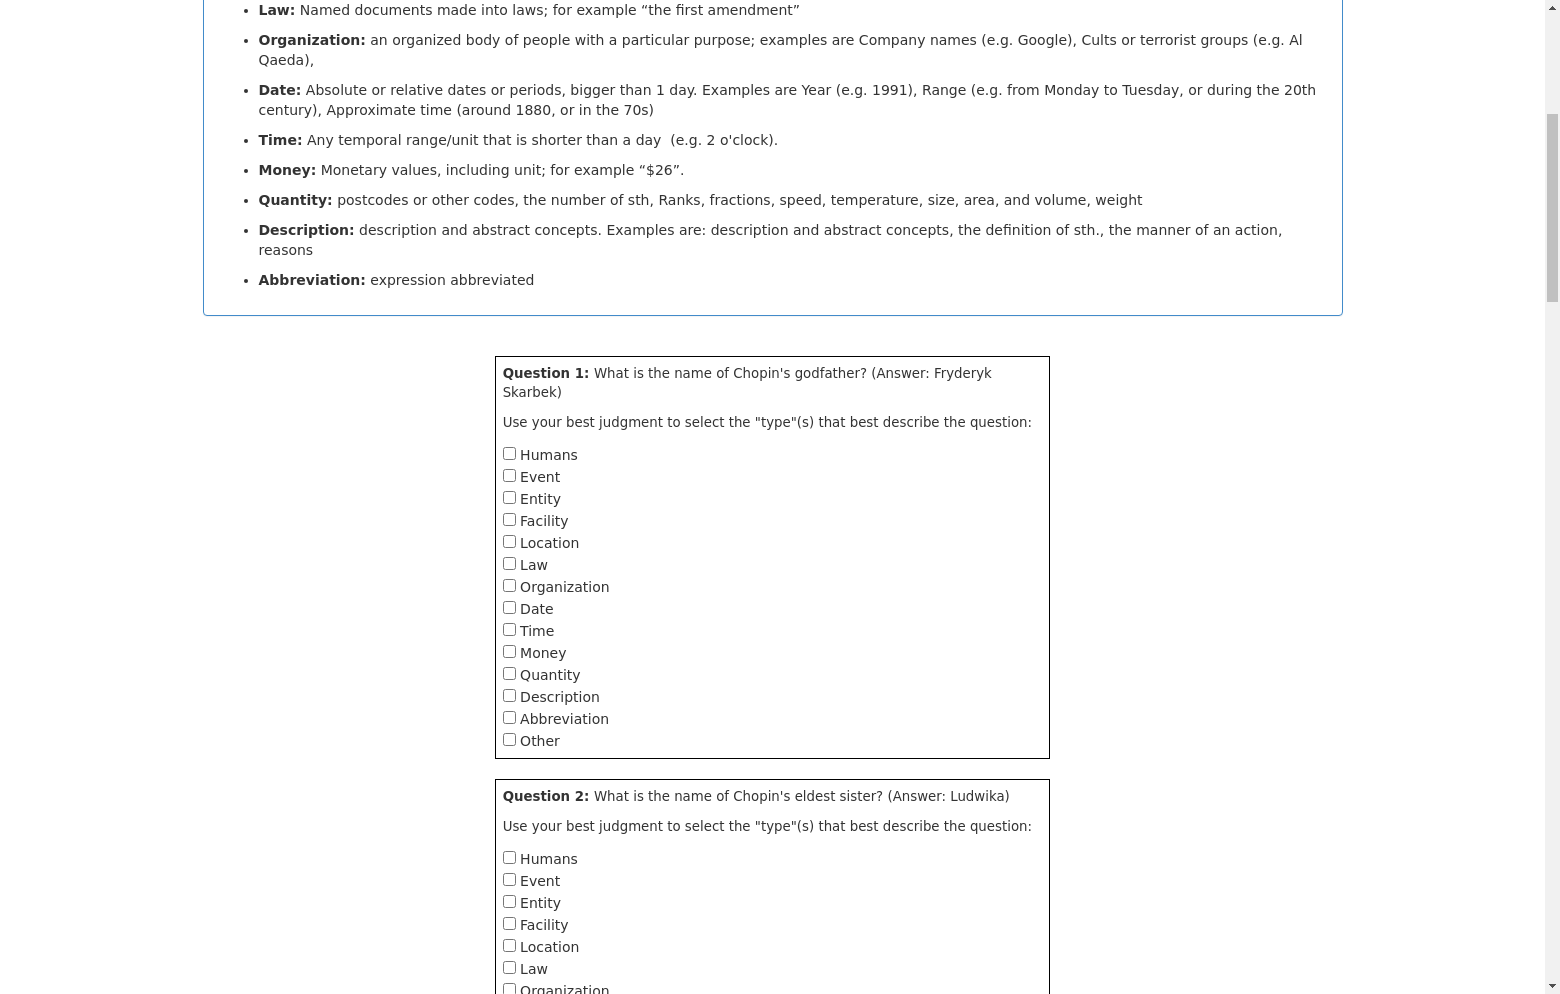 Law: Named documents made into laws; for example “the first amendment”
Organization: an organized body of people with a particular purpose; examples are Company names (e.g. Google), Cults or terrorist groups (e.g. Al
Qaeda),
Date: Absolute or relative dates or periods, bigger than 1 day. Examples are Year (e.g. 1991), Range (e.g. from Monday to Tuesday, or during the 20th
century), Approximate time (around 1880, or in the 70s)
Time: Any temporal range/unit that is shorter than a day  (e.g. 2 o'clock).
Money: Monetary values, including unit; for example “$26”.
Quantity: postcodes or other codes, the number of sth, Ranks, fractions, speed, temperature, size, area, and volume, weight
Description: description and abstract concepts. Examples are: description and abstract concepts, the definition of sth., the manner of an action,
reasons
Abbreviation: expression abbreviated
Question 1: What is the name of Chopin's godfather? (Answer: Fryderyk
Skarbek)
Use your best judgment to select the "type"(s) that best describe the question:
Humans
Event
Entity
Facility
Location
Law
Organization
Date
Time
Money
Quantity
Description
Abbreviation
Other
Question 2: What is the name of Chopin's eldest sister? (Answer: Ludwika)
Use your best judgment to select the "type"(s) that best describe the question:
Humans
Event
Entity
Facility
Location
Law
Organization